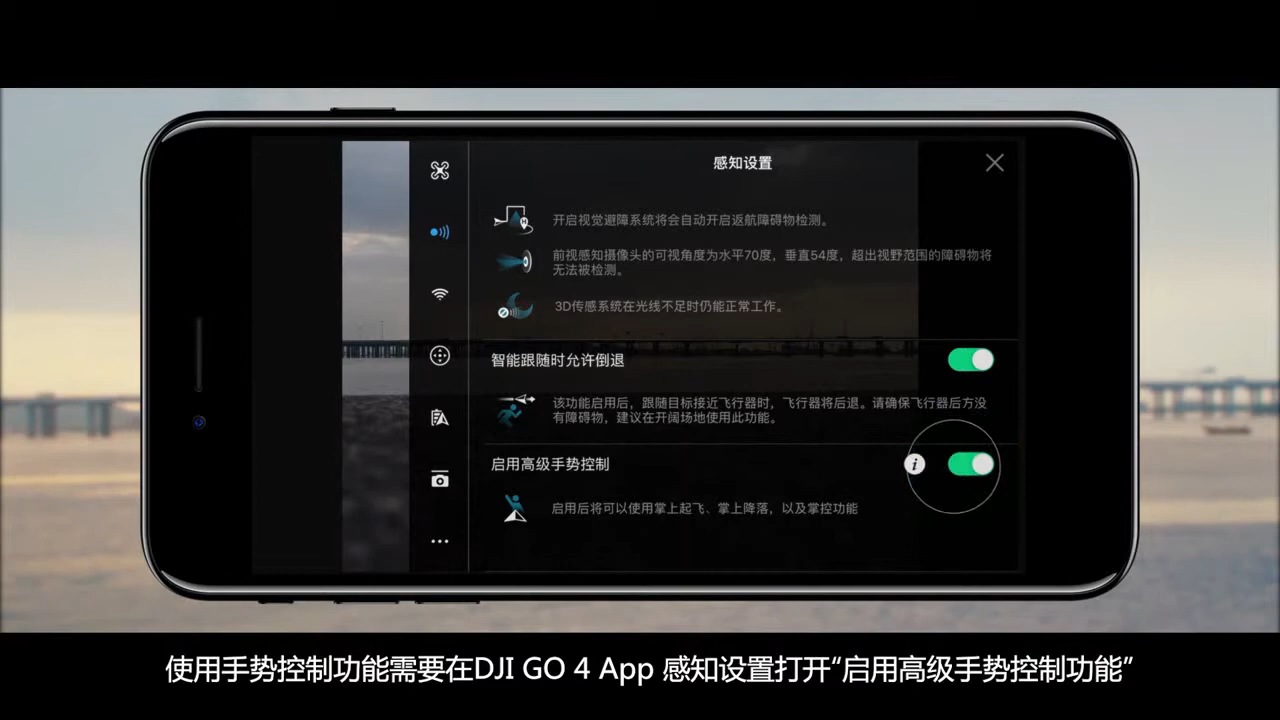 感知设置
开启视觉避障系统将会自动开启返航障碍物检测。
前视感知摄像头的可视角度为水平70度，垂直54度，超出视野范围的障碍物将
无法被检测。
3D传感系统在光线不足时仍能正常工作。
智能跟随时允许倒退
该功能启用后，跟随目标接近飞行器时，飞行器将后退。请确保飞行器后方没
有障碍物，建议在开阔场地使用此功能。
启用高级手势控制
启用后将可以使用掌上起飞、掌上降落，以及掌控功能
使用手势控制功能需要在DJI GO 4 App 感知设置打开“启用高级手势控制功能”